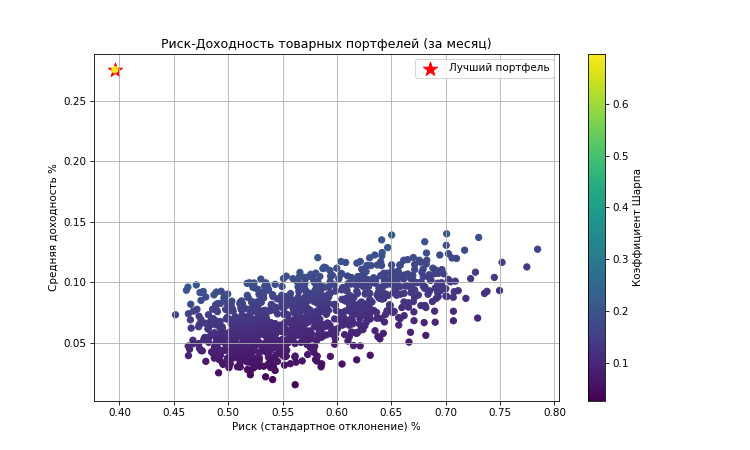 Риск-Доходность товарных портфелей (за месяц)
Лучший портфель
Средняя доходность %
0.25
0.20
0.15
0.10
0.05
0.40 0.45 0.50 0.55 0.60 0.65 0.70 0.75 0.80
Риск (стандартное отклонение) %
0.6
0.5
0.4
0.3
0.2
0.1
Коэффициент Шарпа